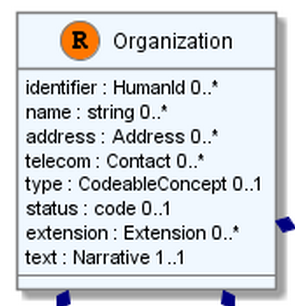 R Organization
identifier : HumanId 0..*
name : string 0..*
address : Address 0..*
telecom : Contact 0..*
type : CodeableConcept 0..1
status : code 0..1
extension : Extension 0..*
text : Narrative 1..1